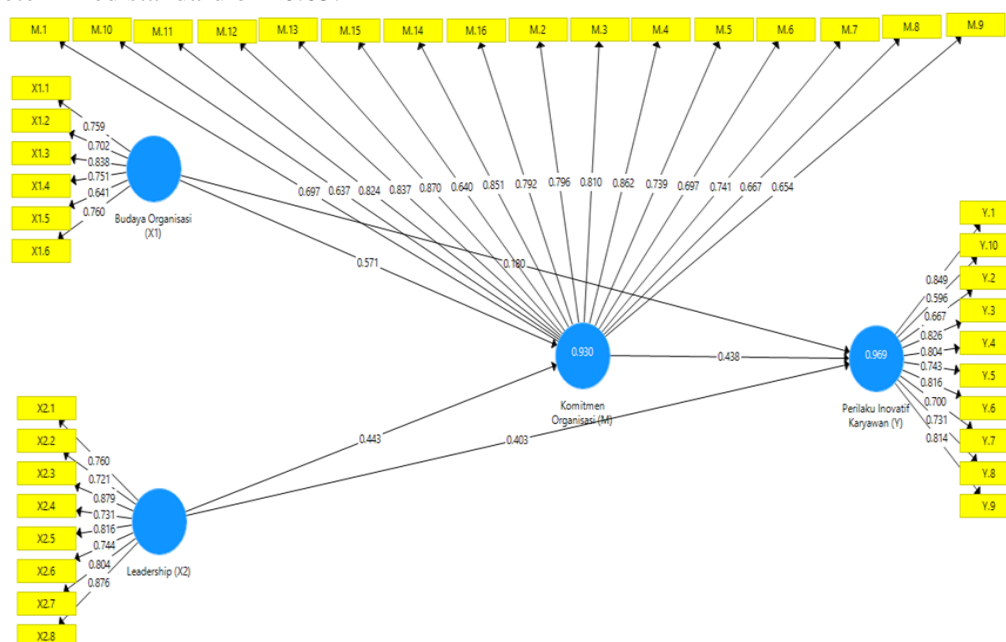 M.1 M.10 M.11 M.12 M.13 M.15 M.14 M.16 M.2 M.3 M.4 M.5 M.6 M.7 M.8 M.9
X1.1
X1.2
X1.3
X1.4
X1.5
X1.6
0.759
0.702
0.838
0.751
0.641
0.760
Budaya Organisasi
(X1)
0.697 0.637 0.824 0.837 0.870 0.640 0.851 0.792 0.796 0.810 0.862 0.739 0.697 0.741 0.667 0.654
0.571
0.180
0.930
Komitmen
Organisasi (M)
0.438
0.443
0.403
X2.1
X2.2
X2.3
X2.4
X2.5
X2.6
X2.7
X2.8
0.760
0.721
0.879
0.731
0.816
0.744
0.804
0.876
Leadership (X2)
0.969
Perilaku Inovatif
Karyawan (Y)
0.849
0.596
0.667
0.826
0.804
0.743
0.816
0.700
0.731
0.814
Y.1
Y.10
Y.2
Y.3
Y.4
Y.5
Y.6
Y.7
Y.8
Y.9